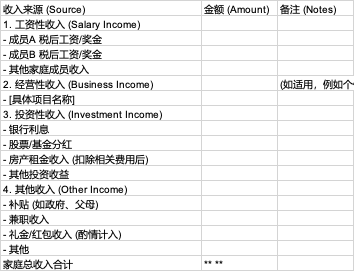 收入来源 (Source) 金额 (Amount) 备注 (Notes)
1. 工资性收入 (Salary Income)
- 成员A 税后工资/奖金
- 成员B 税后工资/奖金
- 其他家庭成员收入
2. 经营性收入 (Business Income) (如适用，例如个
- [具体项目名称]
3. 投资性收入 (Investment Income)
- 银行利息
- 股票/基金分红
- 房产租金收入 (扣除相关费用后)
- 其他投资收益
4. 其他收入 (Other Income)
- 补贴 (如政府、父母)
- 兼职收入
- 礼金/红包收入 (酌情计入)
- 其他
家庭总收入合计 ** **